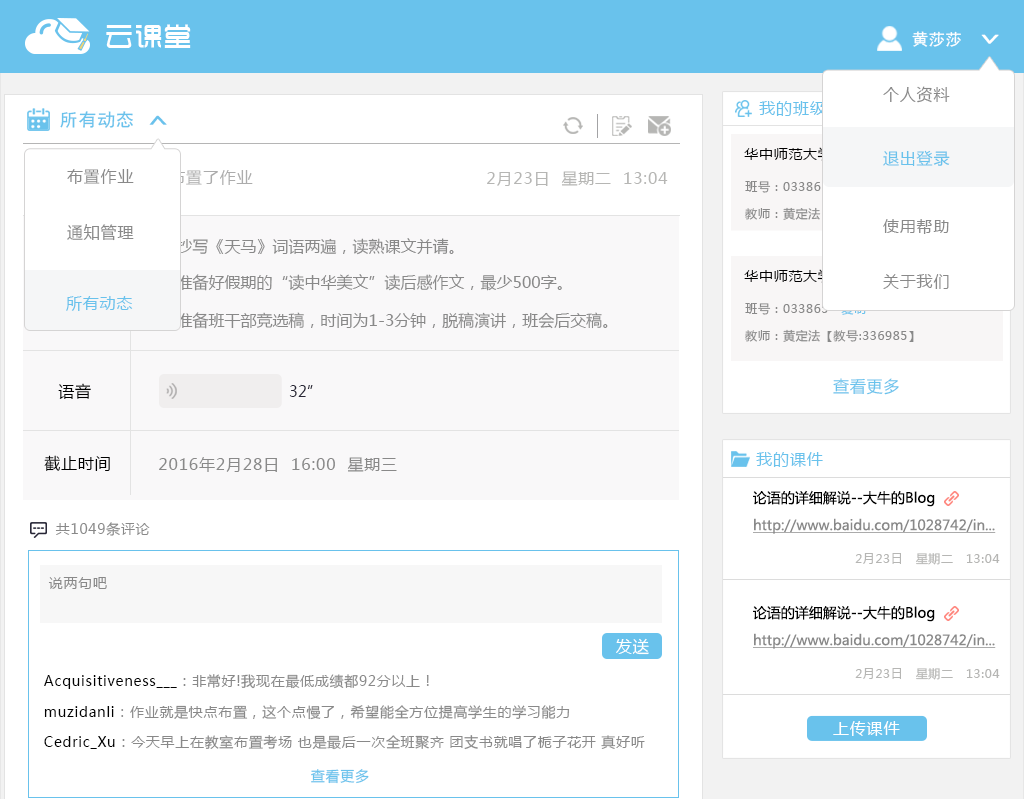 云课堂
黄莎莎
个人资料
退出登录
使用帮助
关于我们
所有动态
布置作业
通知管理
所有动态
布置了作业
2月23日 星期二 13:04
抄写《天马》词语两遍，读熟课文并请。
准备好假期的“读中华美文”读后感作文，最少500字。
准备班干部竞选稿，时间为1-3分钟，脱稿演讲，班会后交稿。
语音
32”
截止时间
2016年2月28日 16:00 星期三
共1049条评论
说两句吧
发送
Acquisitiveness___：非常好!我现在最低成绩都92分以上！
muzidanli：作业就是快点布置，这个点慢了，希望能全方位提高学生的学习能力
Cedric_Xu：今天早上在教室布置考场 也是最后一次全班聚齐 团支书就唱了栀子花开 真好听
查看更多
我的班级
华中师范大学
班号：03386
教师：黄定法
华中师范大学
班号：033865
教师：黄定法【教号:336985】
查看更多
我的课件
论语的详细解说--大牛的Blog
http://www.baidu.com/1028742/in...
2月23日 星期二 13:04
论语的详细解说--大牛的Blog
http://www.baidu.com/1028742/in...
2月23日 星期二 13:04
上传课件